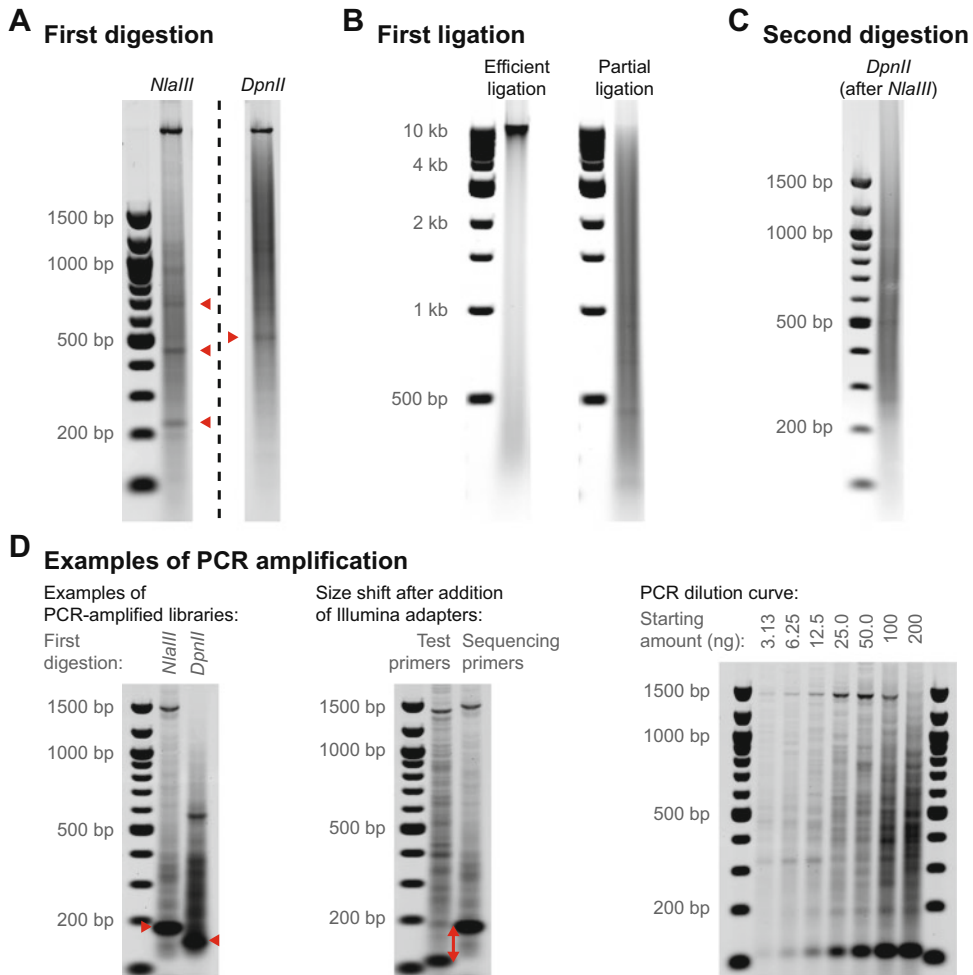 A First digestion
NlaIII
DpnII
1500 bp
1000 bp
500 bp
200 bp
B First ligation
Efficient
ligation
Partial
ligation
10 kb
4 kb
2 kb
1 kb
500 bp
C Second digestion
DpnII
(after NlaIII)
1500 bp
1000 bp
500 bp
200 bp
D Examples of PCR amplification
Examples of
PCR-amplified libraries:
First
digestion:
NlaIII
DpnII
1500 bp
1000 bp
500 bp
200 bp
Size shift after addition
of Illumina adapters:
Test
primers
Sequencing
primers
1500 bp
1000 bp
500 bp
200 bp
PCR dilution curve:
Starting
amount (ng):
3.13
6.25
12.5
25.0
50.0
100
200
1500 bp
1000 bp
500 bp
200 bp